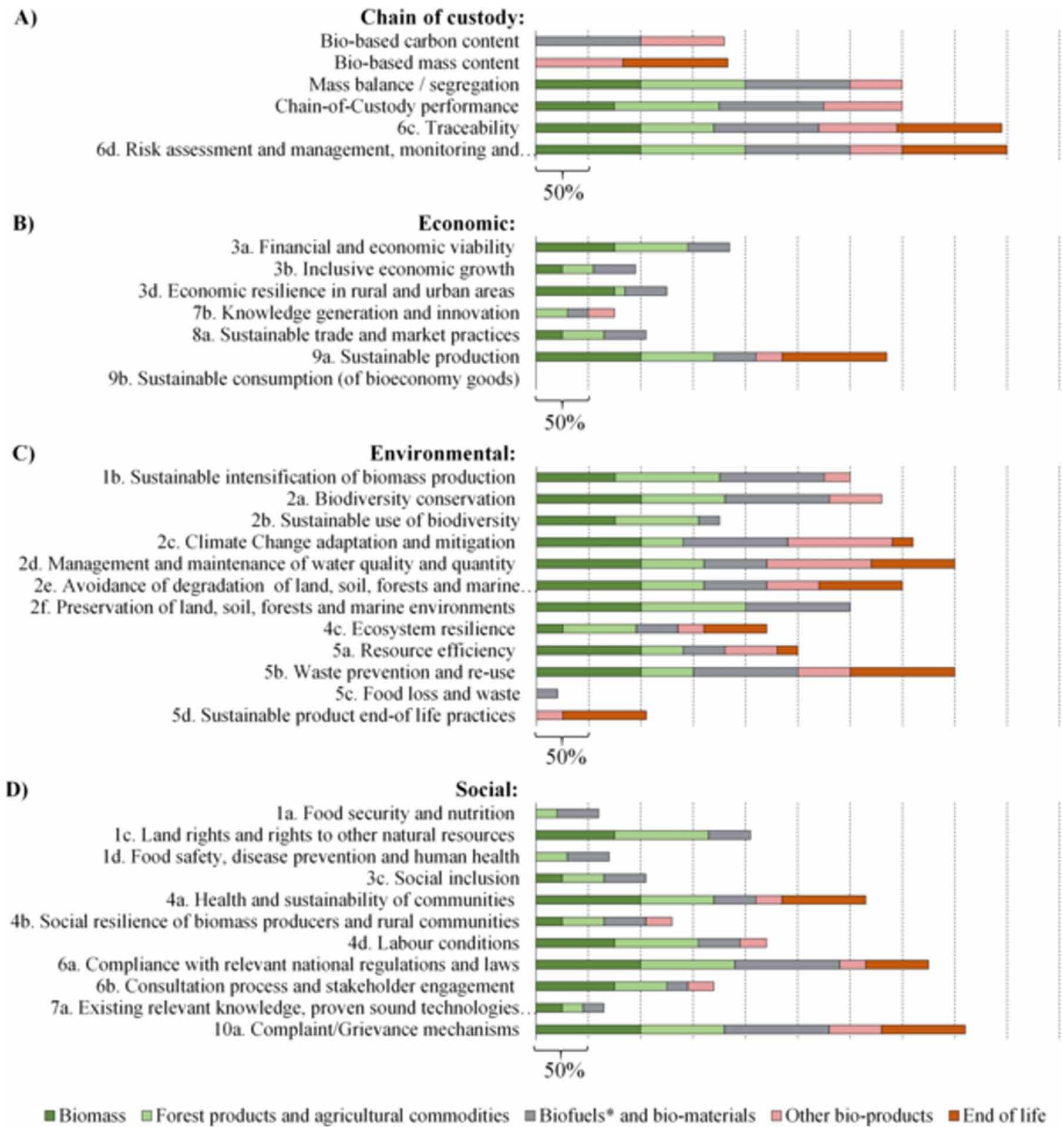 A)
Chain of custody:
Bio-based carbon content
Bio-based mass content
Mass balance / segregation
Chain-of-Custody performance
6c. Traceability
6d. Risk assessment and management, monitoring and…
50%
B)
Economic:
3a. Financial and economic viability
3b. Inclusive economic growth
3d. Economic resilience in rural and urban areas
7b. Knowledge generation and innovation
8a. Sustainable trade and market practices
9a. Sustainable production
9b. Sustainable consumption (of bioeconomy goods)
50%
C)
Environmental:
1b. Sustainable intensification of biomass production
2a. Biodiversity conservation
2b. Sustainable use of biodiversity
2c. Climate Change adaptation and mitigation
2d. Management and maintenance of water quality and quantity
2e. Avoidance of degradation of land, soil, forests and marine…
2f. Preservation of land, soil, forests and marine environments
4c. Ecosystem resilience
5a. Resource efficiency
5b. Waste prevention and re-use
5c. Food loss and waste
5d. Sustainable product end-of life practices
50%
D)
Social:
1a. Food security and nutrition
1c. Land rights and rights to other natural resources
1d. Food safety, disease prevention and human health
3c. Social inclusion
4a. Health and sustainability of communities
4b. Social resilience of biomass producers and rural communities
4d. Labour conditions
6a. Compliance with relevant national regulations and laws
6b. Consultation process and stakeholder engagement
7a. Existing relevant knowledge, proven sound technologies…
10a. Complaint/Grievance mechanisms
50%
Biomass Forest products and agricultural commodities Biofuels* and bio-materials Other bio-products End of life